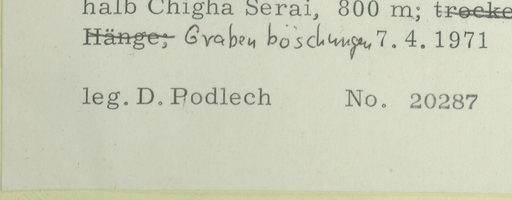 halb Chigha Serai, 800 m; trocke
Hänge; Graben böschungen 7. 4. 1971
leg. D. Podlech No. 20287